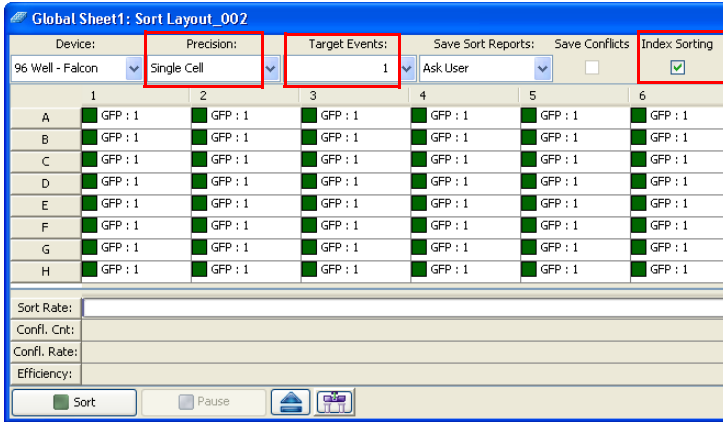 Global Sheet1: Sort Layout_002
Device: Precision: Target Events: Save Sort Reports: Save Conflicts Index Sorting
96 Well - Falcon Single Cell 1 Ask User
1 2 3 4 5 6
A GFP : 1 GFP : 1 GFP : 1 GFP : 1 GFP : 1 GFP : 1
B GFP : 1 GFP : 1 GFP : 1 GFP : 1 GFP : 1 GFP : 1
C GFP : 1 GFP : 1 GFP : 1 GFP : 1 GFP : 1 GFP : 1
D GFP : 1 GFP : 1 GFP : 1 GFP : 1 GFP : 1 GFP : 1
E GFP : 1 GFP : 1 GFP : 1 GFP : 1 GFP : 1 GFP : 1
F GFP : 1 GFP : 1 GFP : 1 GFP : 1 GFP : 1 GFP : 1
G GFP : 1 GFP : 1 GFP : 1 GFP : 1 GFP : 1 GFP : 1
H GFP : 1 GFP : 1 GFP : 1 GFP : 1 GFP : 1 GFP : 1
Sort Rate:
Confl. Cnt:
Confl. Rate:
Efficiency:
Sort Pause